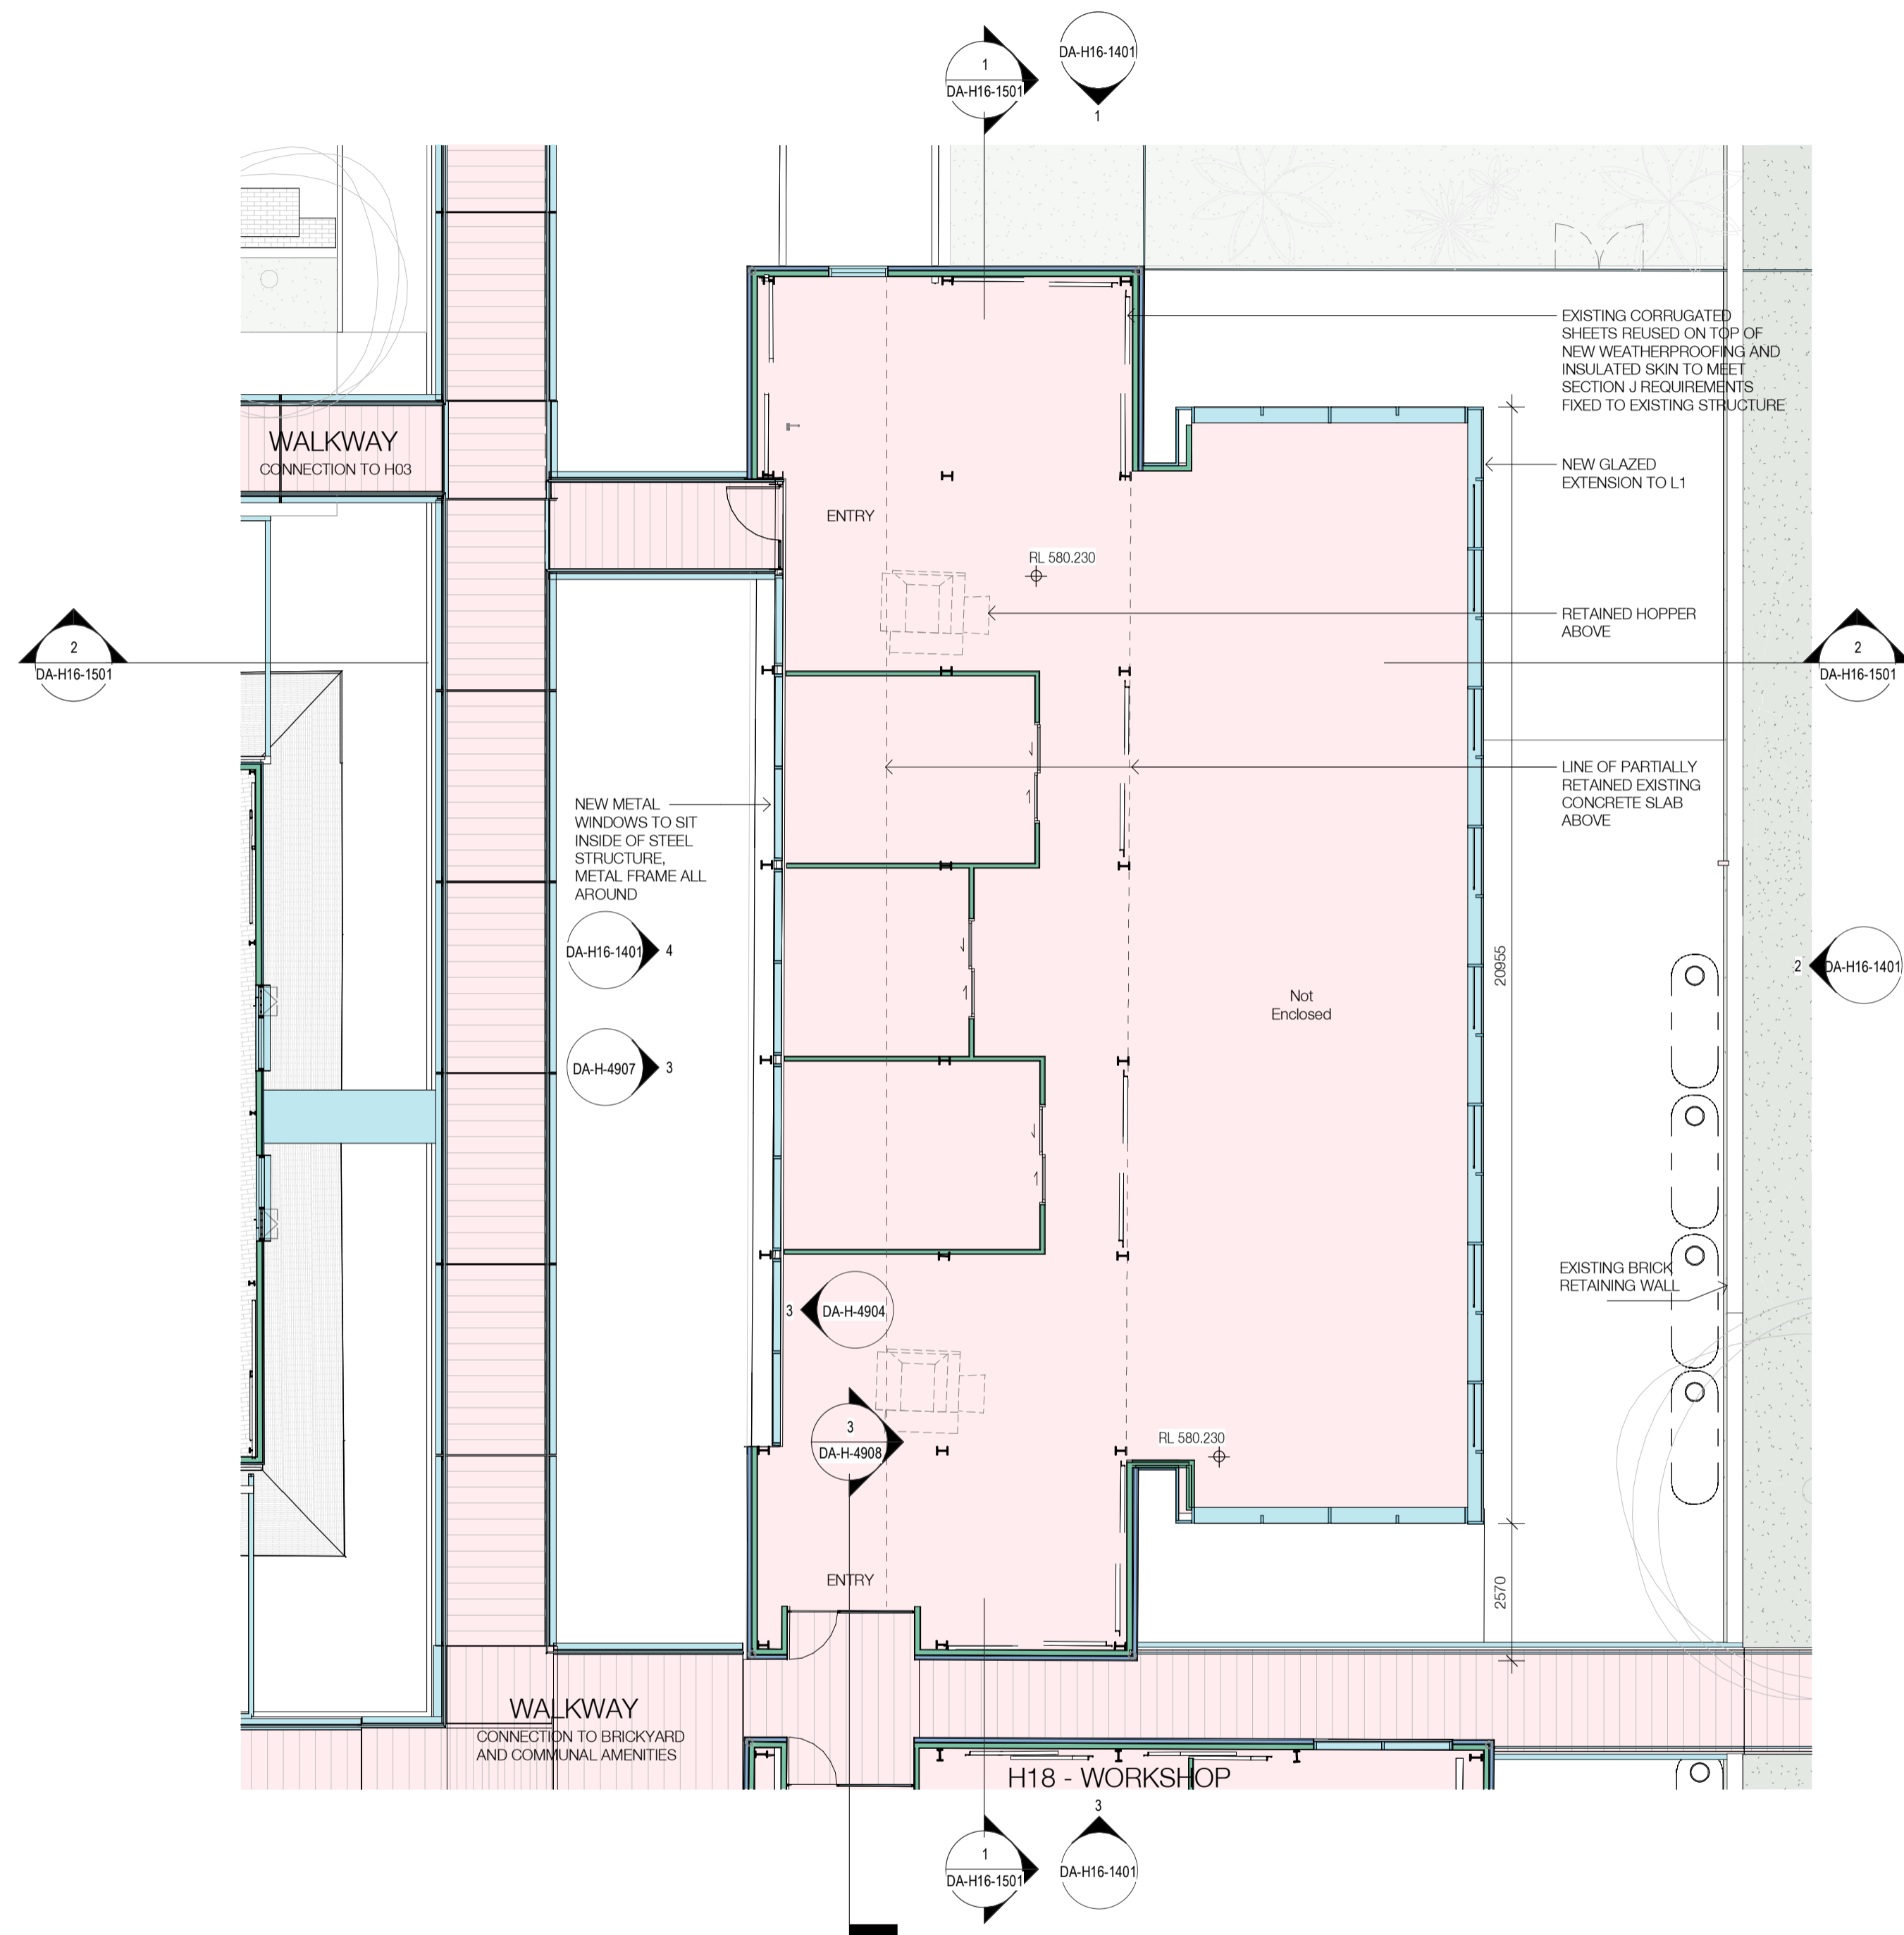 1
DA-H16-1501
DA-H16-1401
1
EXISTING CORRUGATED
SHEETS REUSED ON TOP OF
NEW WEATHERPROOFING AND
INSULATED SKIN TO MEET
SECTION J REQUIREMENTS
FIXED TO EXISTING STRUCTURE
WALKWAY
CONNECTION TO H03
NEW GLAZED
EXTENSION TO L1
ENTRY
RL 580.230
RETAINED HOPPER
ABOVE
2
DA-H16-1501
2
DA-H16-1501
LINE OF PARTIALLY
RETAINED EXISTING
CONCRETE SLAB
ABOVE
NEW METAL
WINDOWS TO SIT
INSIDE OF STEEL
STRUCTURE,
METAL FRAME ALL
AROUND
DA-H16-1401
4
20955
2
DA-H16-1401
Not
Enclosed
DA-H-4907
3
EXISTING BRICK
RETAINING WALL
3
DA-H-4904
3
DA-H-4908
RL 580.230
ENTRY
2570
WALKWAY
CONNECTION TO BRICKYARD
AND COMMUNAL AMENITIES
H18 - WORKSHOP
3
1
DA-H16-1501
DA-H16-1401